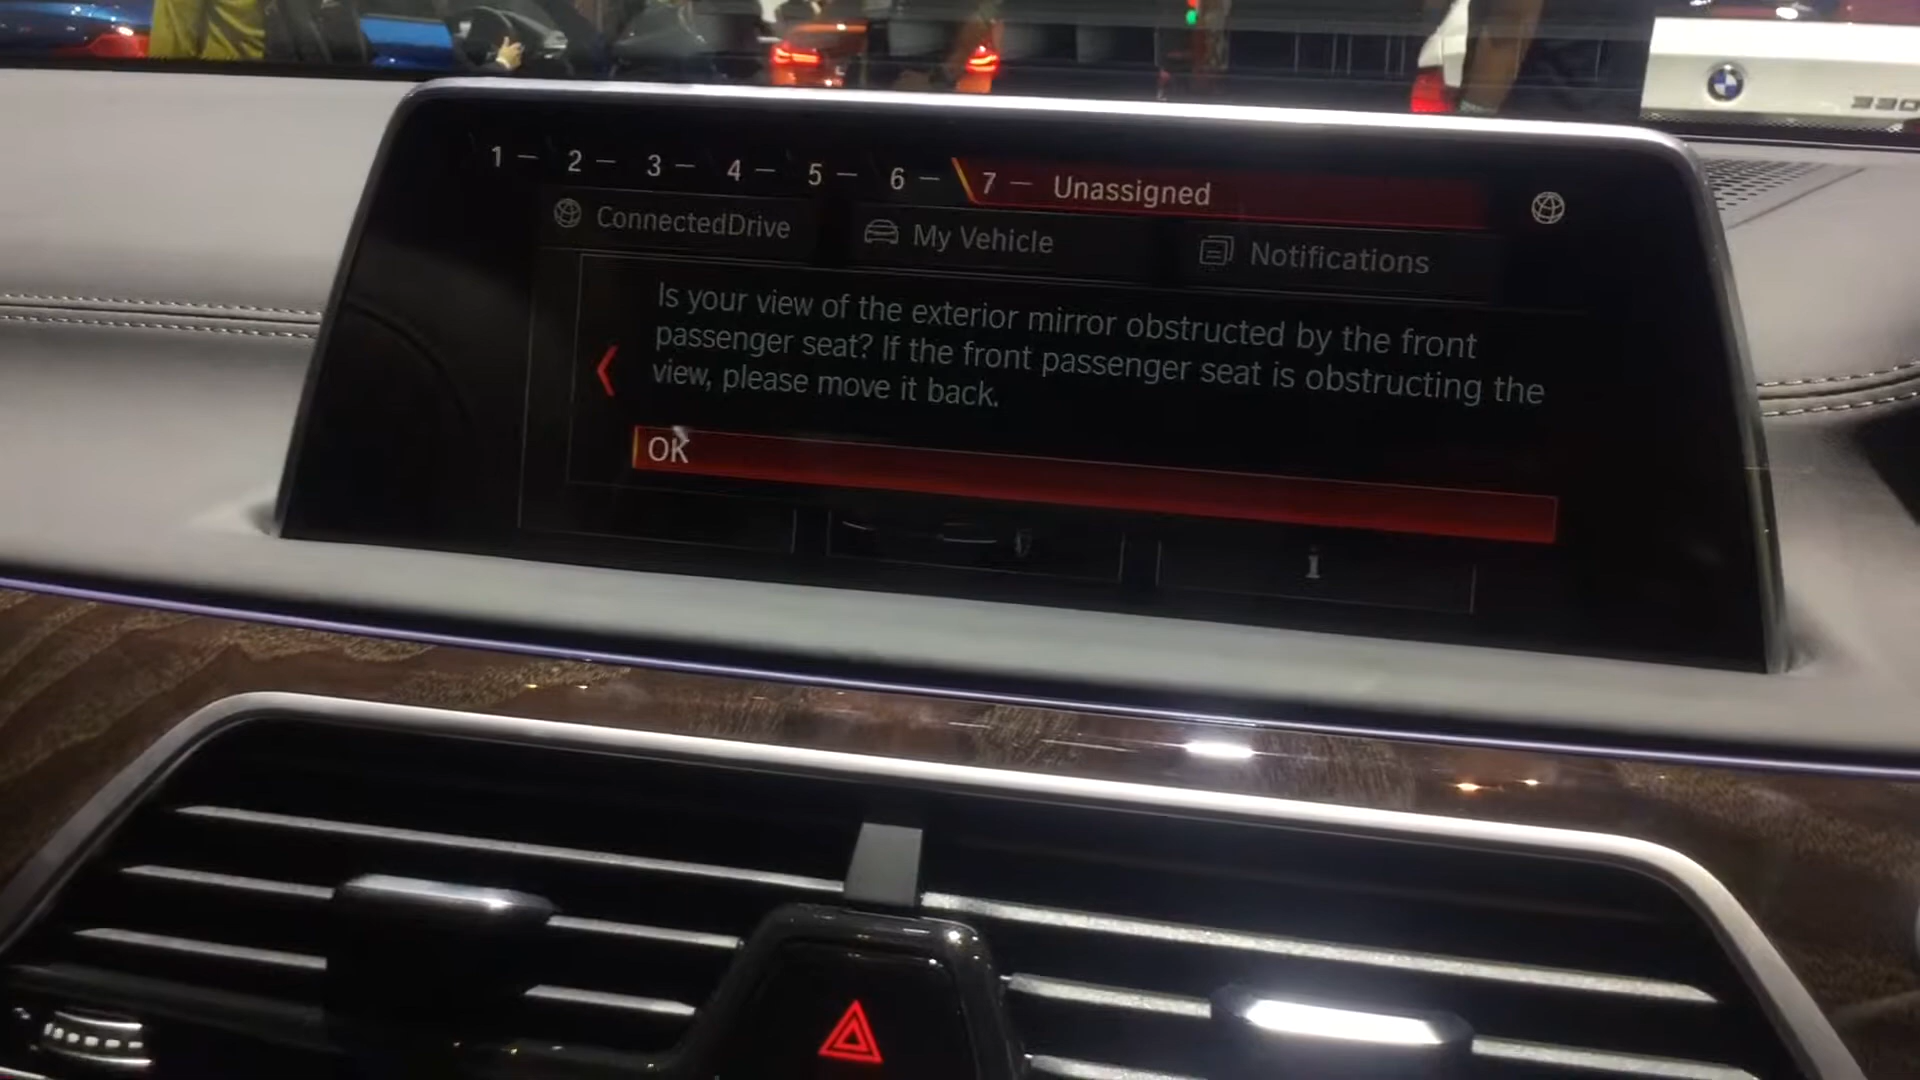 1 — 2 — 3 — 4 — 5 — 6 — 7 — Unassigned
ConnectedDrive My Vehicle Notifications
Is your view of the exterior mirror obstructed by the front
passenger seat? If the front passenger seat is obstructing the
view, please move it back.
OK
i
330